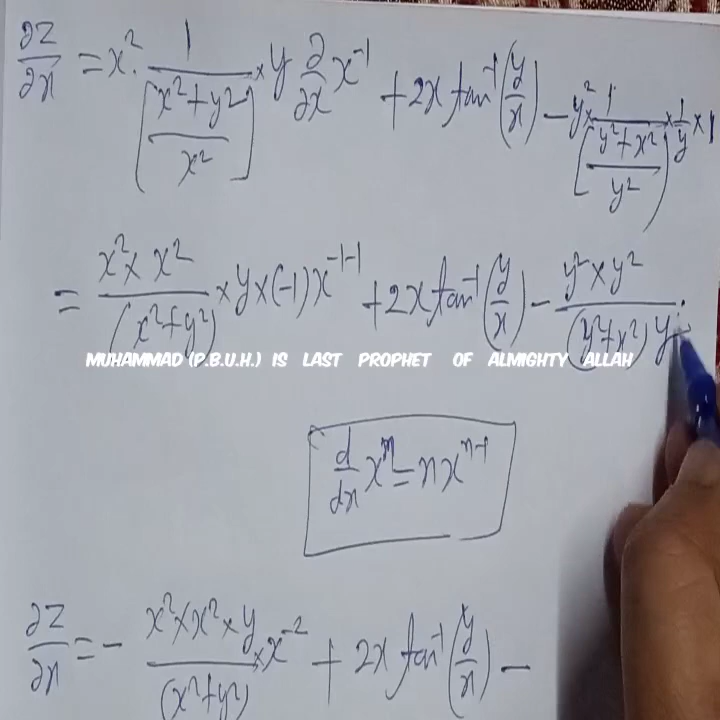 ∂z/∂x = x² · 1/[(x²+y²)/x²] × y ∂/∂x x⁻¹ + 2x tan⁻¹(y/x) − y² × 1/[(y²+x²)/y²] × 1/y × 1
= x² × x²/(x²+y²) × y × (-1) x⁻¹⁻¹ + 2x tan⁻¹(y/x) − y² × y²/(y²+x²) y
MUHAMMAD (P.B.U.H.) IS LAST PROPHET OF ALMIGHTY ALLAH
d/dx xⁿ = n xⁿ⁻¹
∂z/∂x = − x² × x² × y/(x²+y²) × x⁻² + 2x tan⁻¹(y/x) −